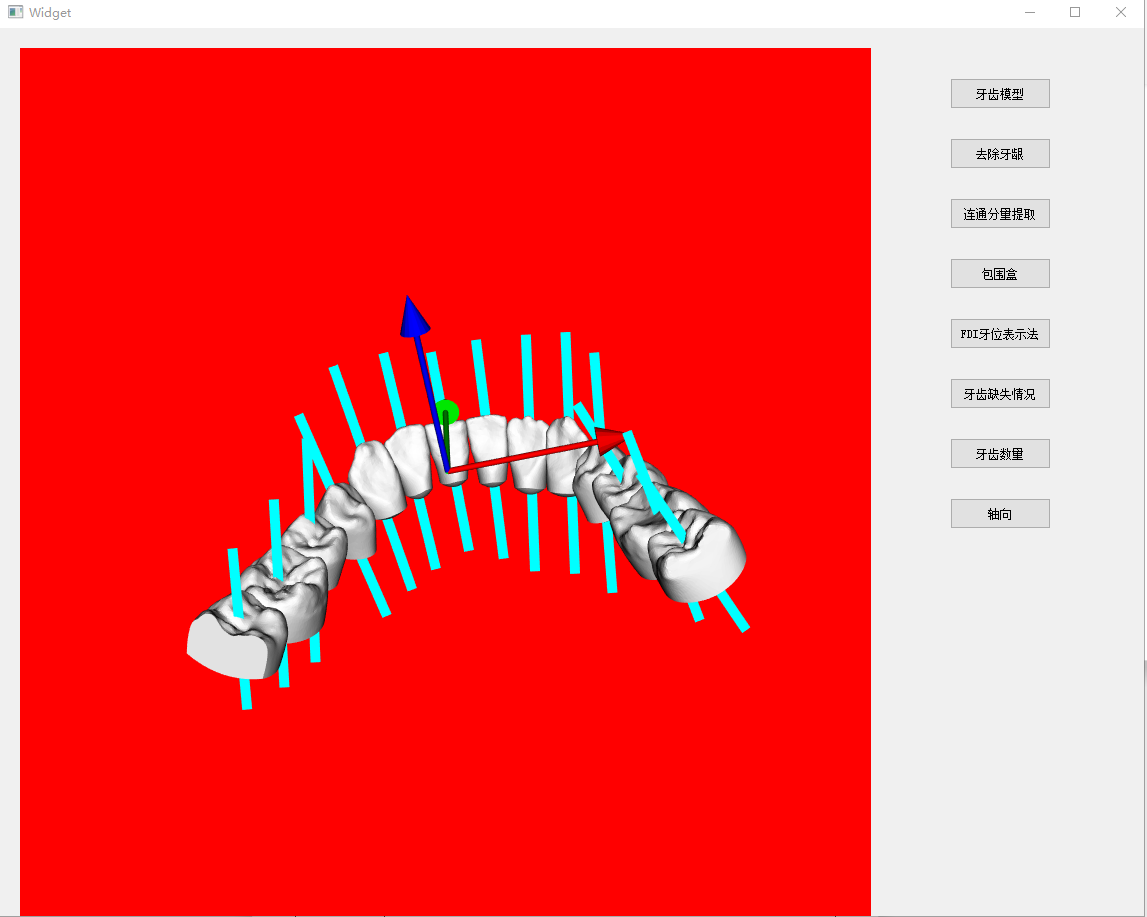 Widget
牙齿模型
去除牙龈
连通分量提取
包围盒
FDI牙位表示法
牙齿缺失情况
牙齿数量
轴向